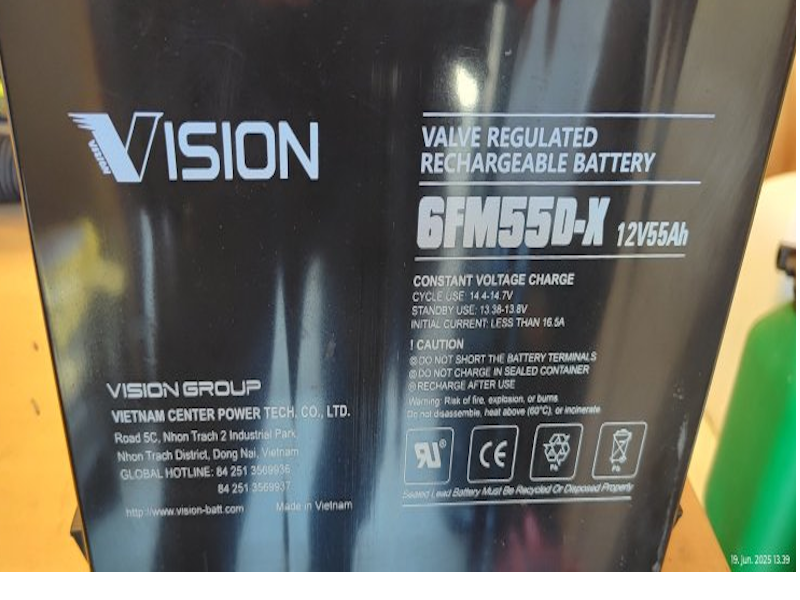 VISION
VISION
VALVE REGULATED
RECHARGEABLE BATTERY
6FM55D-X 12V55Ah
CONSTANT VOLTAGE CHARGE
CYCLE USE: 14.4-14.7V
STANDBY USE: 13.38-13.8V
INITIAL CURRENT: LESS THAN 16.5A
! CAUTION
DO NOT SHORT THE BATTERY TERMINALS
DO NOT CHARGE IN SEALED CONTAINER
RECHARGE AFTER USE
Warning: Risk of fire, explosion, or burns
Do not disassemble, heat above (60°C), or incinerate
CE Pb Pb
Sealed Lead Battery Must Be Recycled Or Disposed Properly
VISION GROUP
VIETNAM CENTER POWER TECH. CO., LTD.
Road 5C, Nhon Trach 2 Industrial Park
Nhon Trach District, Dong Nai, Vietnam
GLOBAL HOTLINE: 84 251 3569936
84 251 3569937
http://www.vision-batt.com Made in Vietnam
19. Jun. 2025 13.39